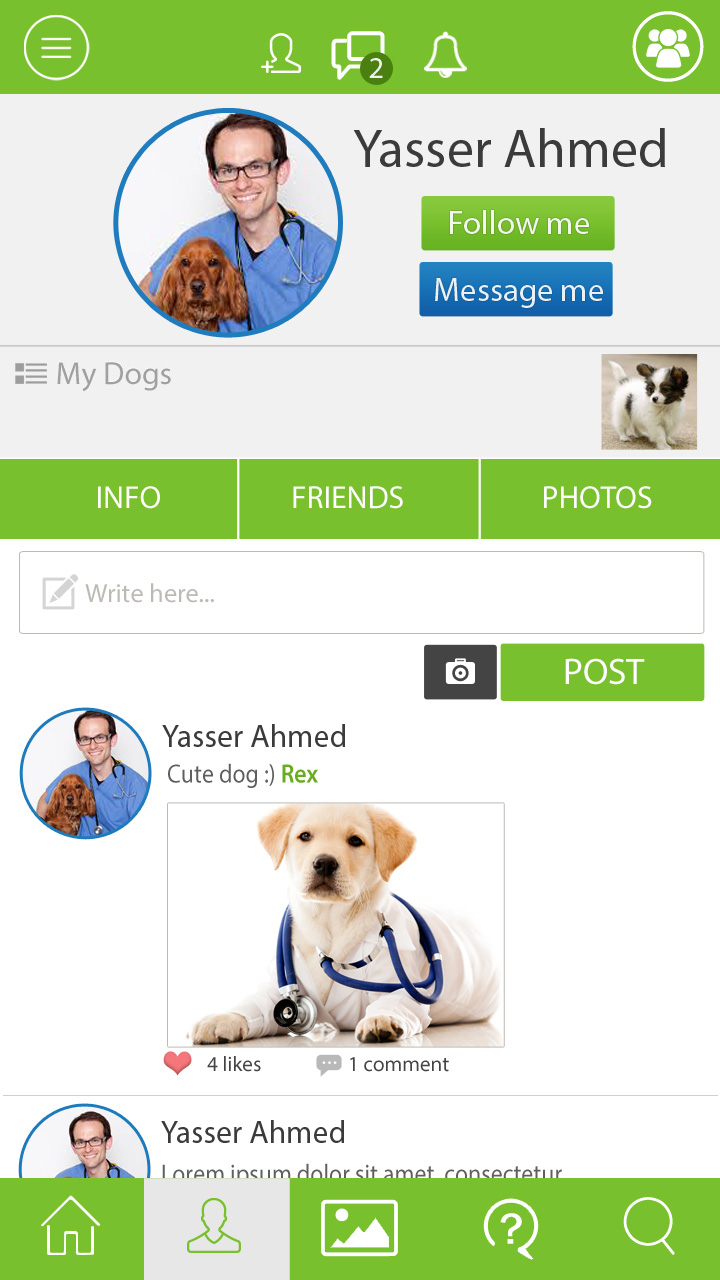 2
Yasser Ahmed
Follow me
Message me
My Dogs
INFO FRIENDS PHOTOS
Write here...
POST
Yasser Ahmed
Cute dog :) Rex
4 likes 1 comment
Yasser Ahmed
Lorem ipsum dolor sit amet, consectetur
?